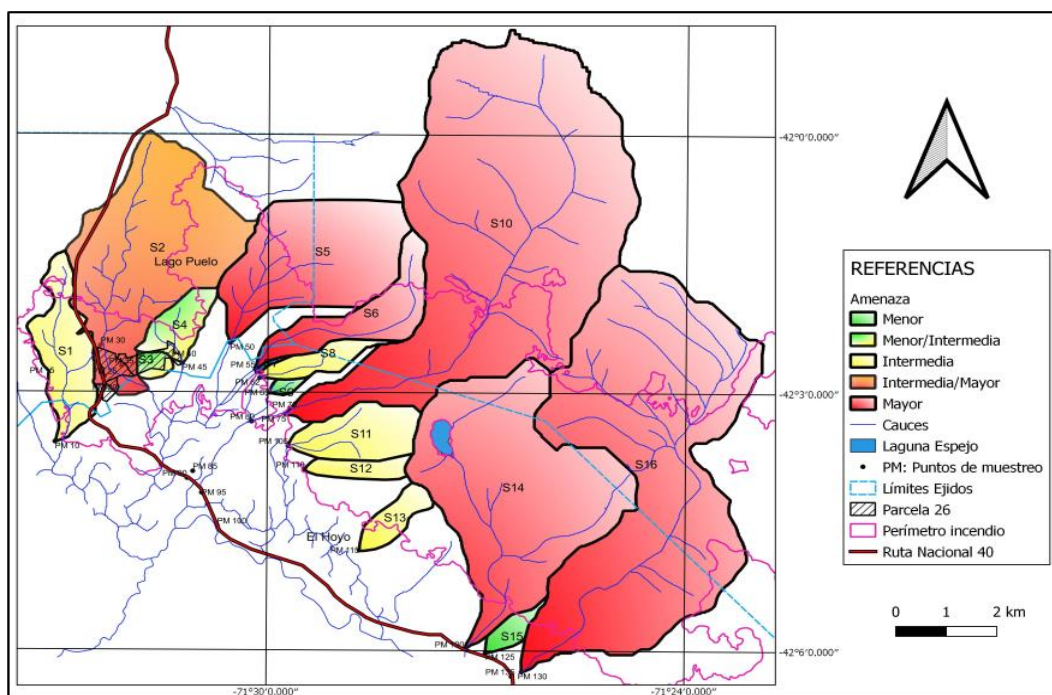 -42°0'0.000"
S10
S2
Lago Puelo
S5
S6
S4
PM 30
S1
S3
PM 45
PM 50
S8
-42°3'0.000"
PM 10
S11
S12
S14
S16
PM 85
PM 95
PM 100
S13
El Hoyo
PM 115
S15
PM 125
PM 130
-42°6'0.000"
-71°30'0.000"
-71°24'0.000"
REFERENCIAS
Amenaza
Menor
Menor/Intermedia
Intermedia
Intermedia/Mayor
Mayor
Cauces
Laguna Espejo
PM: Puntos de muestreo
Límites Ejidos
Parcela 26
Perímetro incendio
Ruta Nacional 40
0 1 2 km